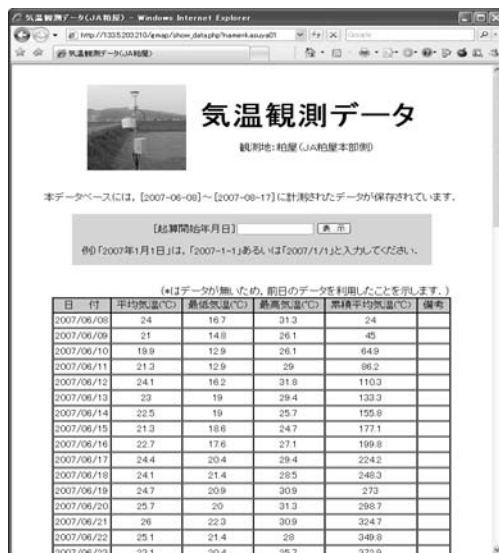 気温観測データ(JA粕屋) - Windows Internet Explorer
気温観測データ(JA粕屋)
気温観測データ
観測地:粕屋(JA粕屋本部側)
本データベースには, [2007-06-08]~[2007-08-17]に計測されたデータが保存されています.
[起算開始年月日] 表 示
例)「2007年1月1日」は, 「2007-1-1」あるいは「2007/1/1」と入力してください.
(*はデータが無いため, 前日のデータを利用したことを示します. )
日 付 平均気温(℃) 最低気温(℃) 最高気温(℃) 累積平均気温(℃) 備考
2007/06/08 24 16.7 31.3 24
2007/06/09 21 14.8 26.1 45
2007/06/10 19.9 12.9 26.1 64.9
2007/06/11 21.3 12.9 29 86.2
2007/06/12 24.1 16.2 31.8 110.3
2007/06/13 23 19 29.4 133.3
2007/06/14 22.5 19 25.7 155.8
2007/06/15 21.3 18.6 24.7 177.1
2007/06/16 22.7 17.6 27.1 199.8
2007/06/17 24.4 20.4 29.4 224.2
2007/06/18 24.1 21.4 28.5 248.3
2007/06/19 24.7 20.9 30.9 273
2007/06/20 25.7 20 31.3 298.7
2007/06/21 26 22.3 30.9 324.7
2007/06/22 25.1 21.4 28 349.8
2007/06/23 23.1 20.4 25.7 372.9